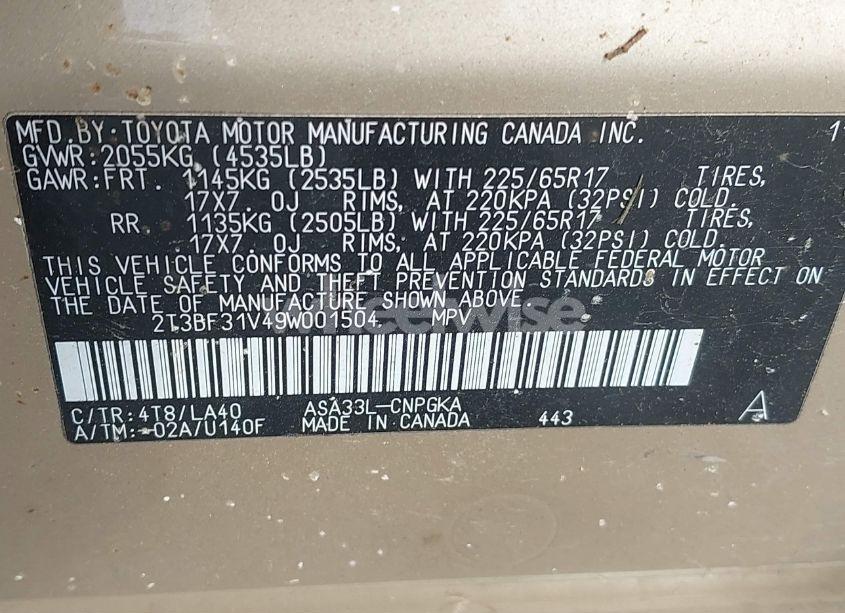 MFD.BY:TOYOTA MOTOR MANUFACTURING CANADA INC. 1
GVWR:2055KG (4535LB)
GAWR:FRT. 1145KG (2535LB) WITH 225/65R17 TIRES,
17X7.0J RIMS, AT 220KPA (32PSI) COLD.
RR. 1135KG (2505LB) WITH 225/65R17 TIRES,
17X7.0J RIMS, AT 220KPA (32PSI) COLD.
THIS VEHICLE CONFORMS TO ALL APPLICABLE FEDERAL MOTOR
VEHICLE SAFETY AND THEFT PREVENTION STANDARDS IN EFFECT ON
THE DATE OF MANUFACTURE SHOWN ABOVE.
2T3BF31V49W001504 MPV
C/TR:4T8/LA40 ASA33L-CNPGKA
A/TM:-02A/U140F MADE IN CANADA 443 A